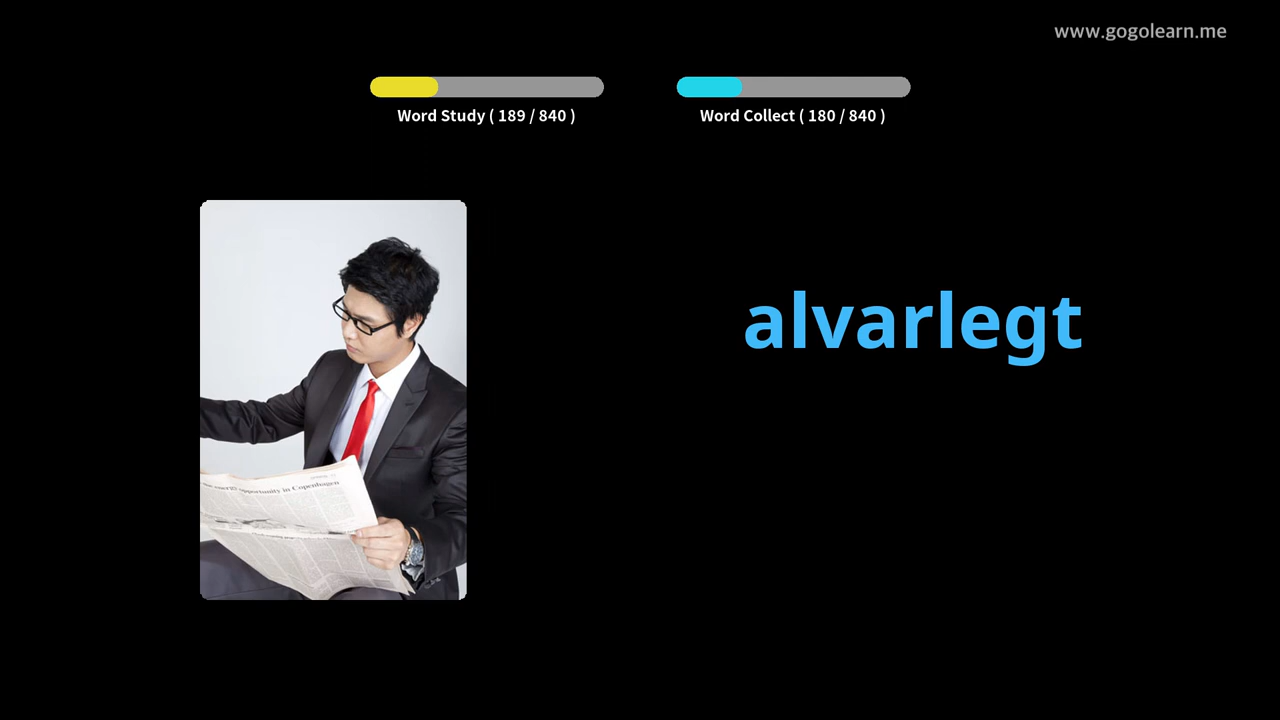 www.gogolearn.me
Word Study ( 189 / 840 )
Word Collect ( 180 / 840 )
alvarlegt
opportunity in Copenhagen